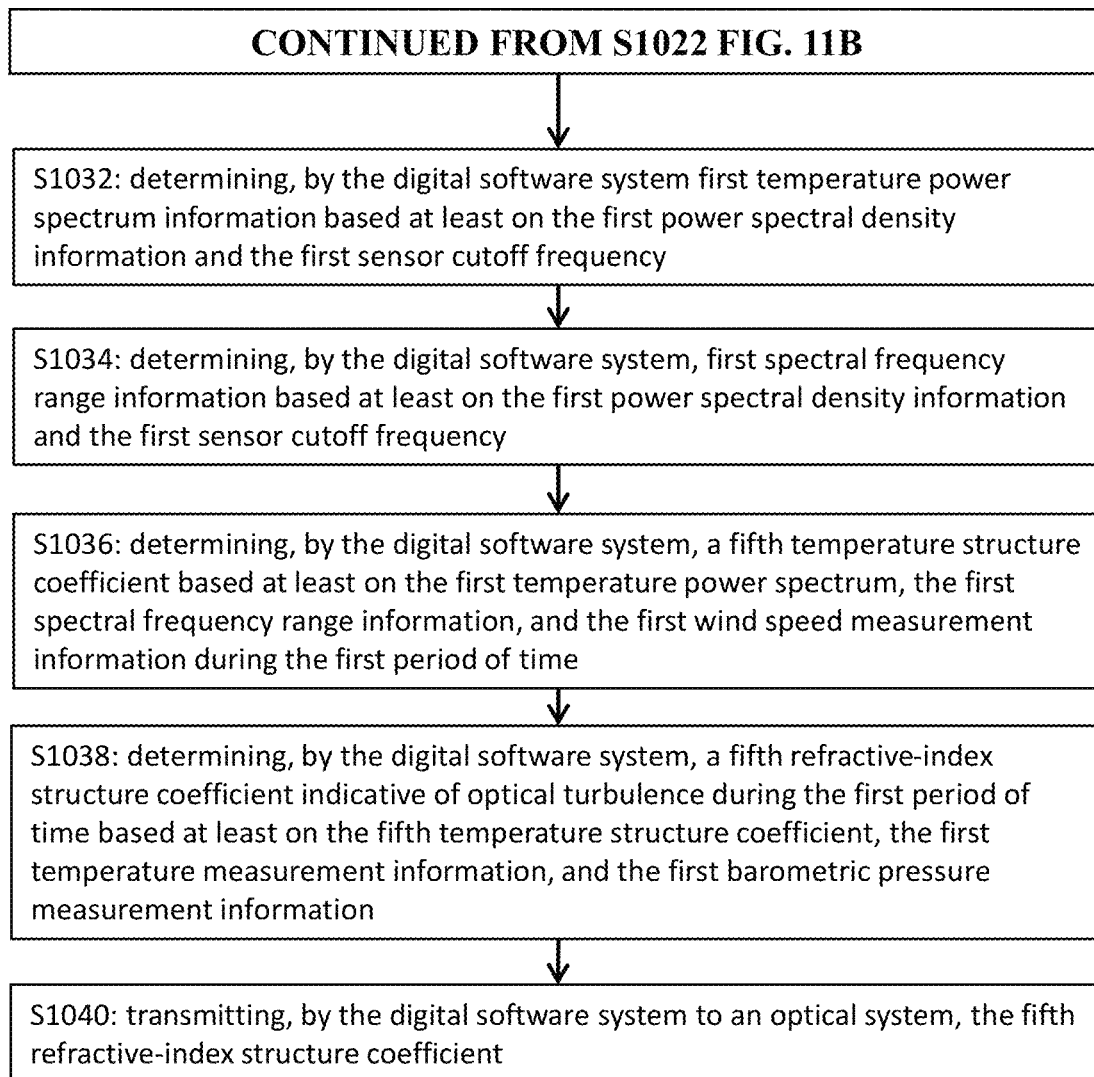 CONTINUED FROM S1022 FIG. 11B
S1032: determining, by the digital software system first temperature power
spectrum information based at least on the first power spectral density
information and the first sensor cutoff frequency
S1034: determining, by the digital software system, first spectral frequency
range information based at least on the first power spectral density information
and the first sensor cutoff frequency
S1036: determining, by the digital software system, a fifth temperature structure
coefficient based at least on the first temperature power spectrum, the first
spectral frequency range information, and the first wind speed measurement
information during the first period of time
S1038: determining, by the digital software system, a fifth refractive-index
structure coefficient indicative of optical turbulence during the first period of
time based at least on the fifth temperature structure coefficient, the first
temperature measurement information, and the first barometric pressure
measurement information
S1040: transmitting, by the digital software system to an optical system, the fifth
refractive-index structure coefficient